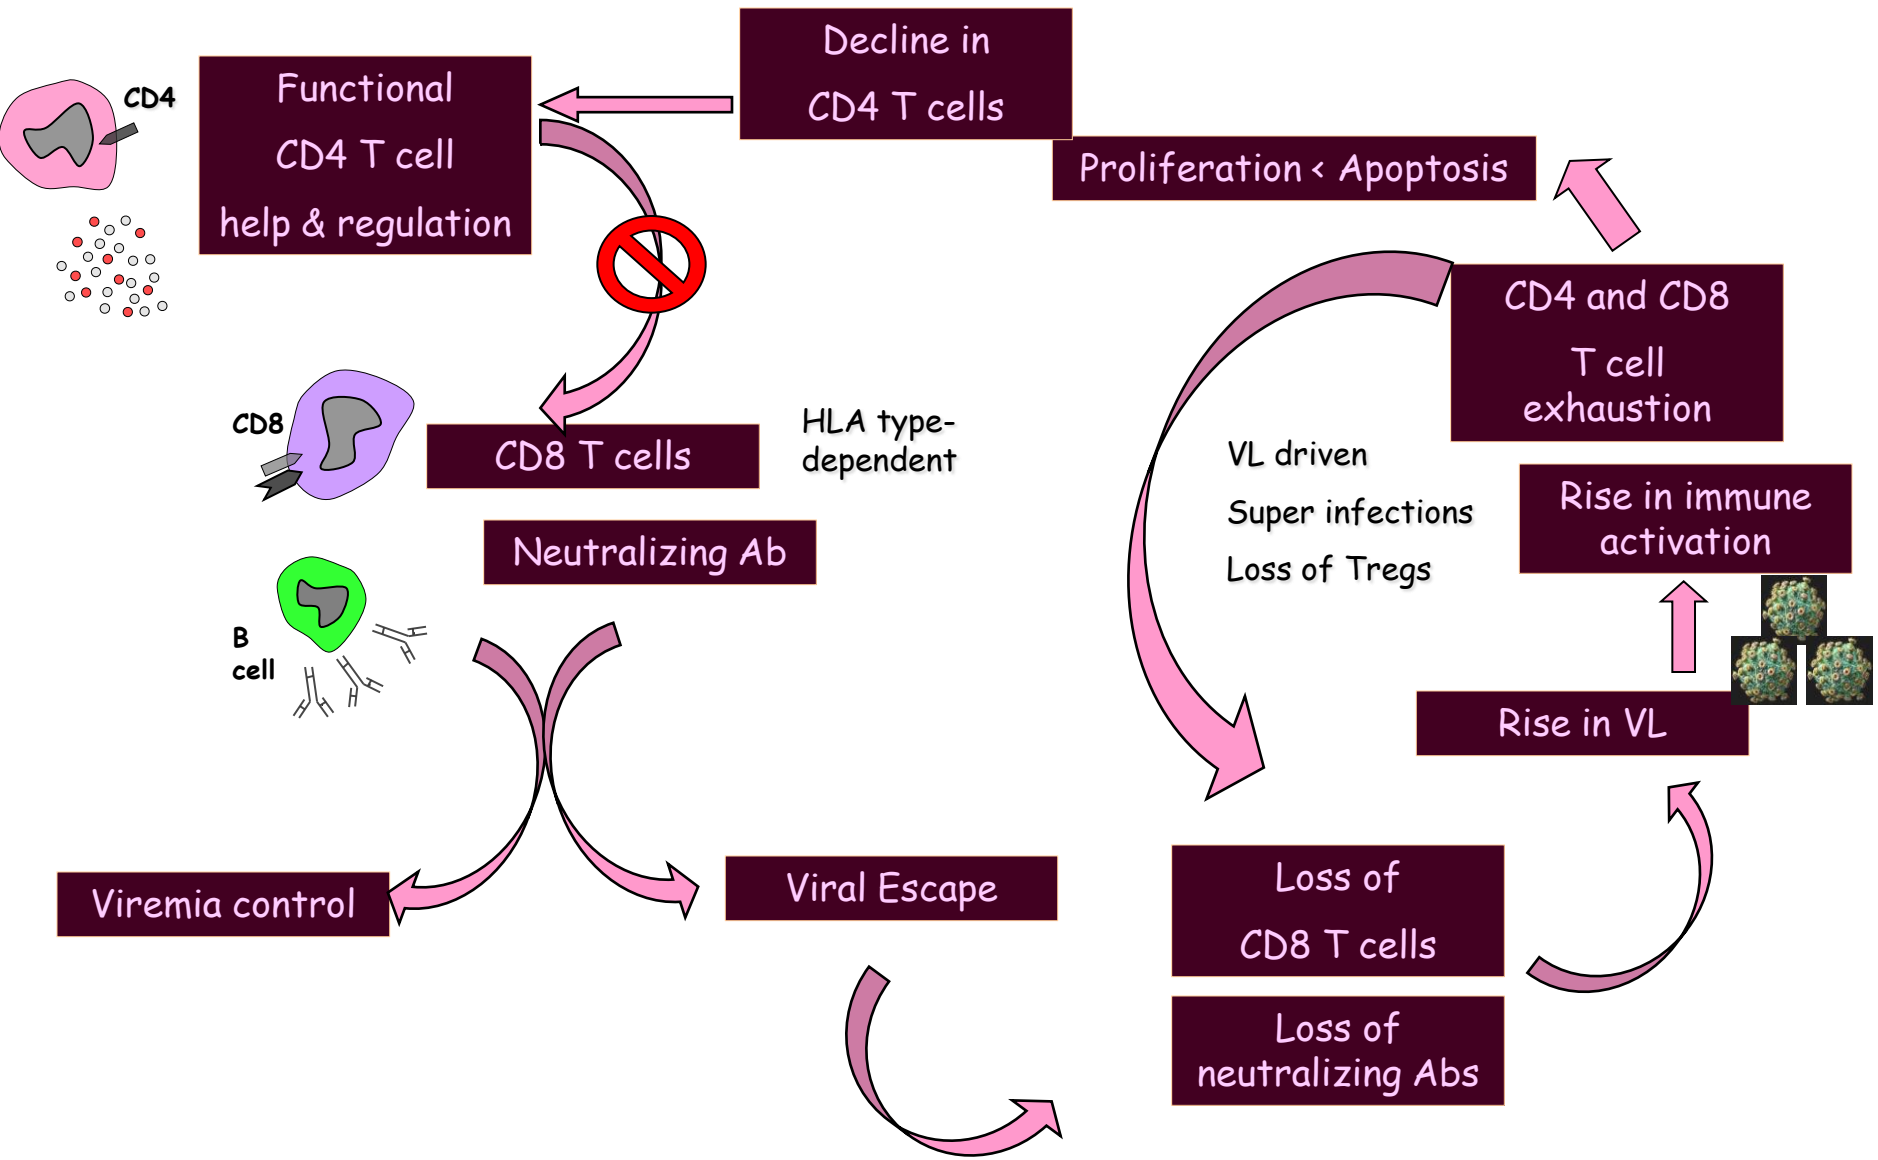 Decline in
CD4 T cells
Functional
CD4 T cell
help & regulation
CD4
Proliferation < Apoptosis
CD4 and CD8
T cell
exhaustion
CD8
CD8 T cells
HLA type-
dependent
VL driven
Super infections
Loss of Tregs
Rise in immune
activation
Neutralizing Ab
B
cell
Rise in VL
Viremia control
Viral Escape
Loss of
CD8 T cells
Loss of
neutralizing Abs